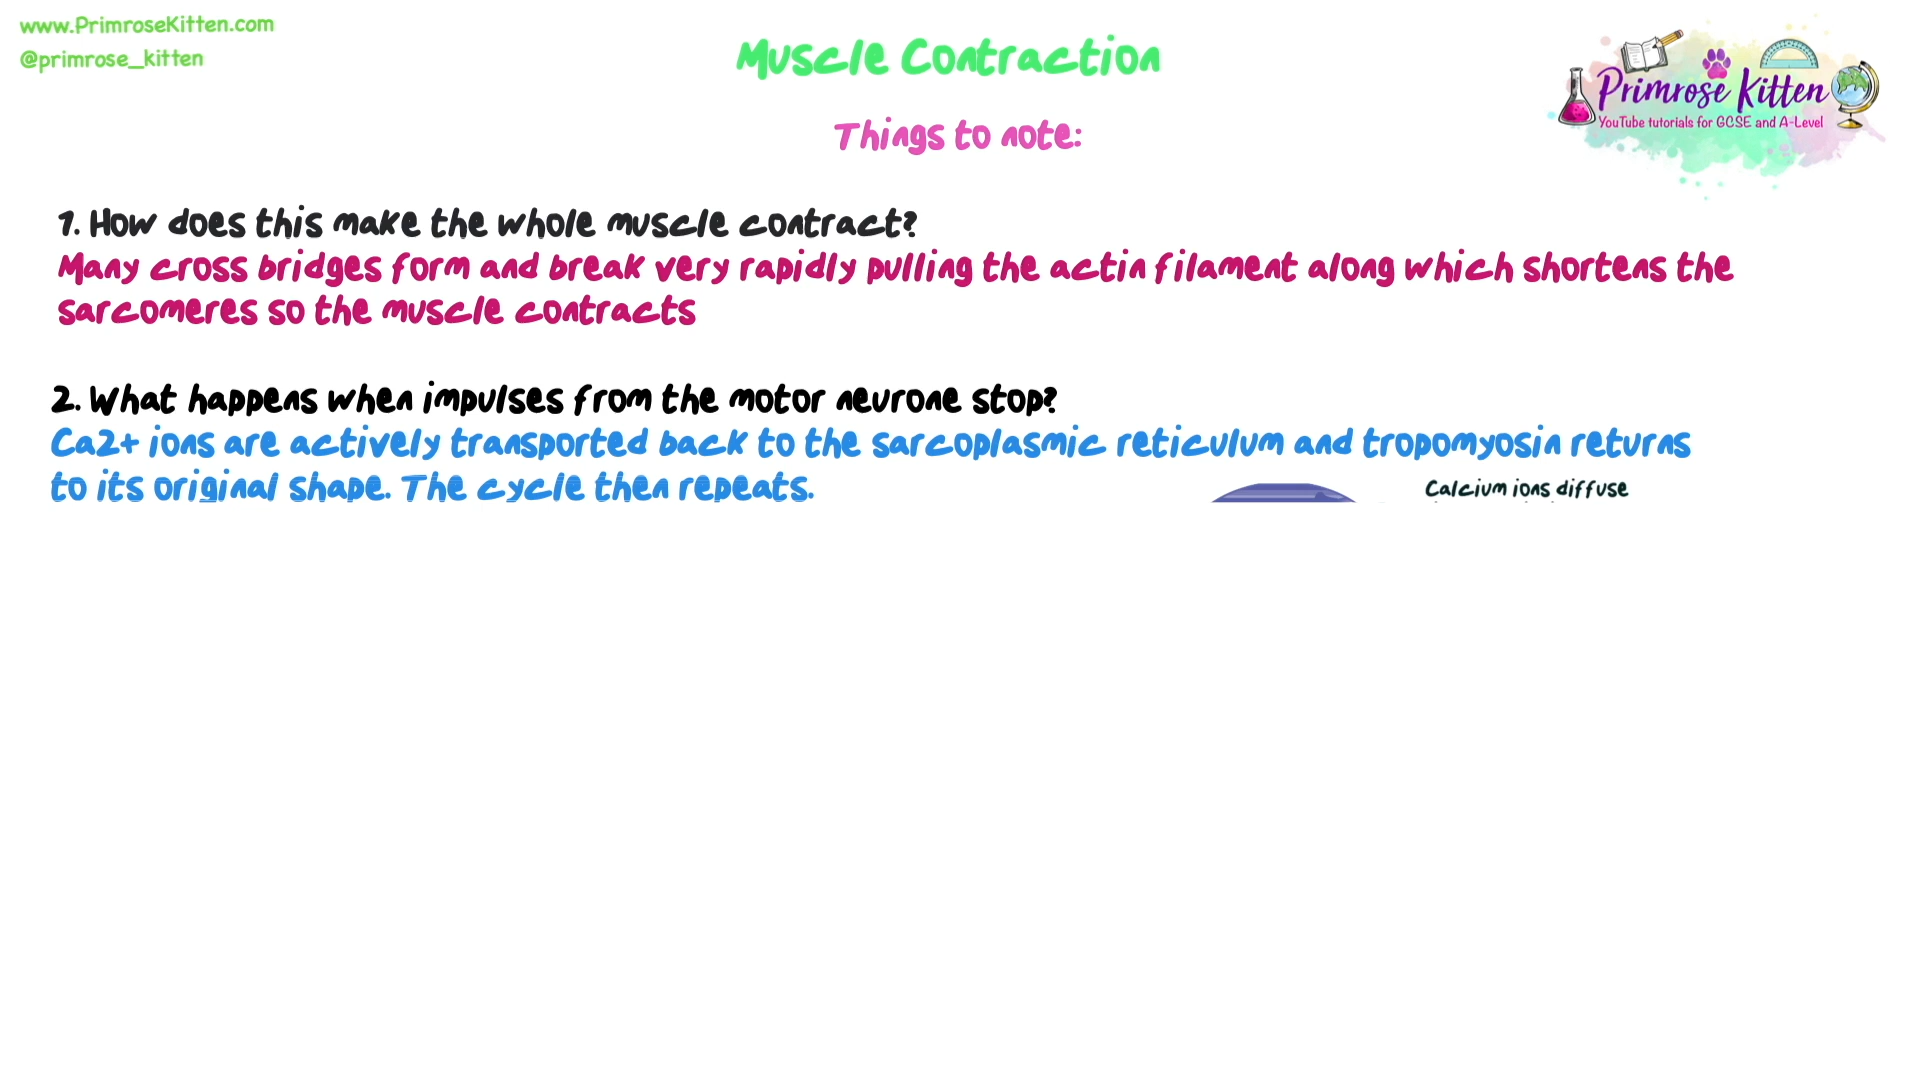 www.PrimroseKitten.com
@primrose_kitten
Muscle Contraction
Primrose Kitten
YouTube tutorials for GCSE and A-Level
Things to note:
1. How does this make the whole muscle contract?
Many cross bridges form and break very rapidly pulling the actin filament along which shortens the
sarcomeres so the muscle contracts
2. What happens when impulses from the motor neurone stop?
Ca2+ ions are actively transported back to the sarcoplasmic reticulum and tropomyosin returns
to its original shape. The cycle then repeats.
Calcium ions diffuse